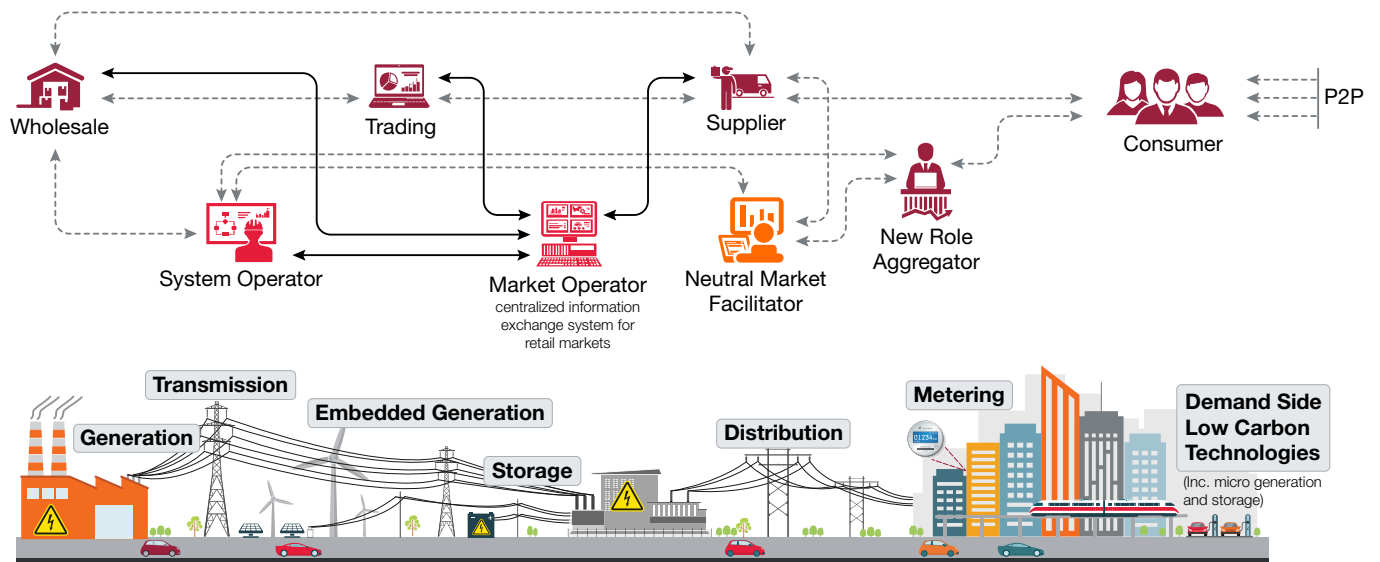 P2P
Wholesale
Trading
Supplier
Consumer
System Operator
Market Operator
centralized information
exchange system for
retail markets
Neutral Market
Facilitator
New Role
Aggregator
Transmission
Generation
Embedded Generation
Storage
Distribution
Metering
01234
Demand Side
Low Carbon
Technologies
(Inc. micro generation
and storage)